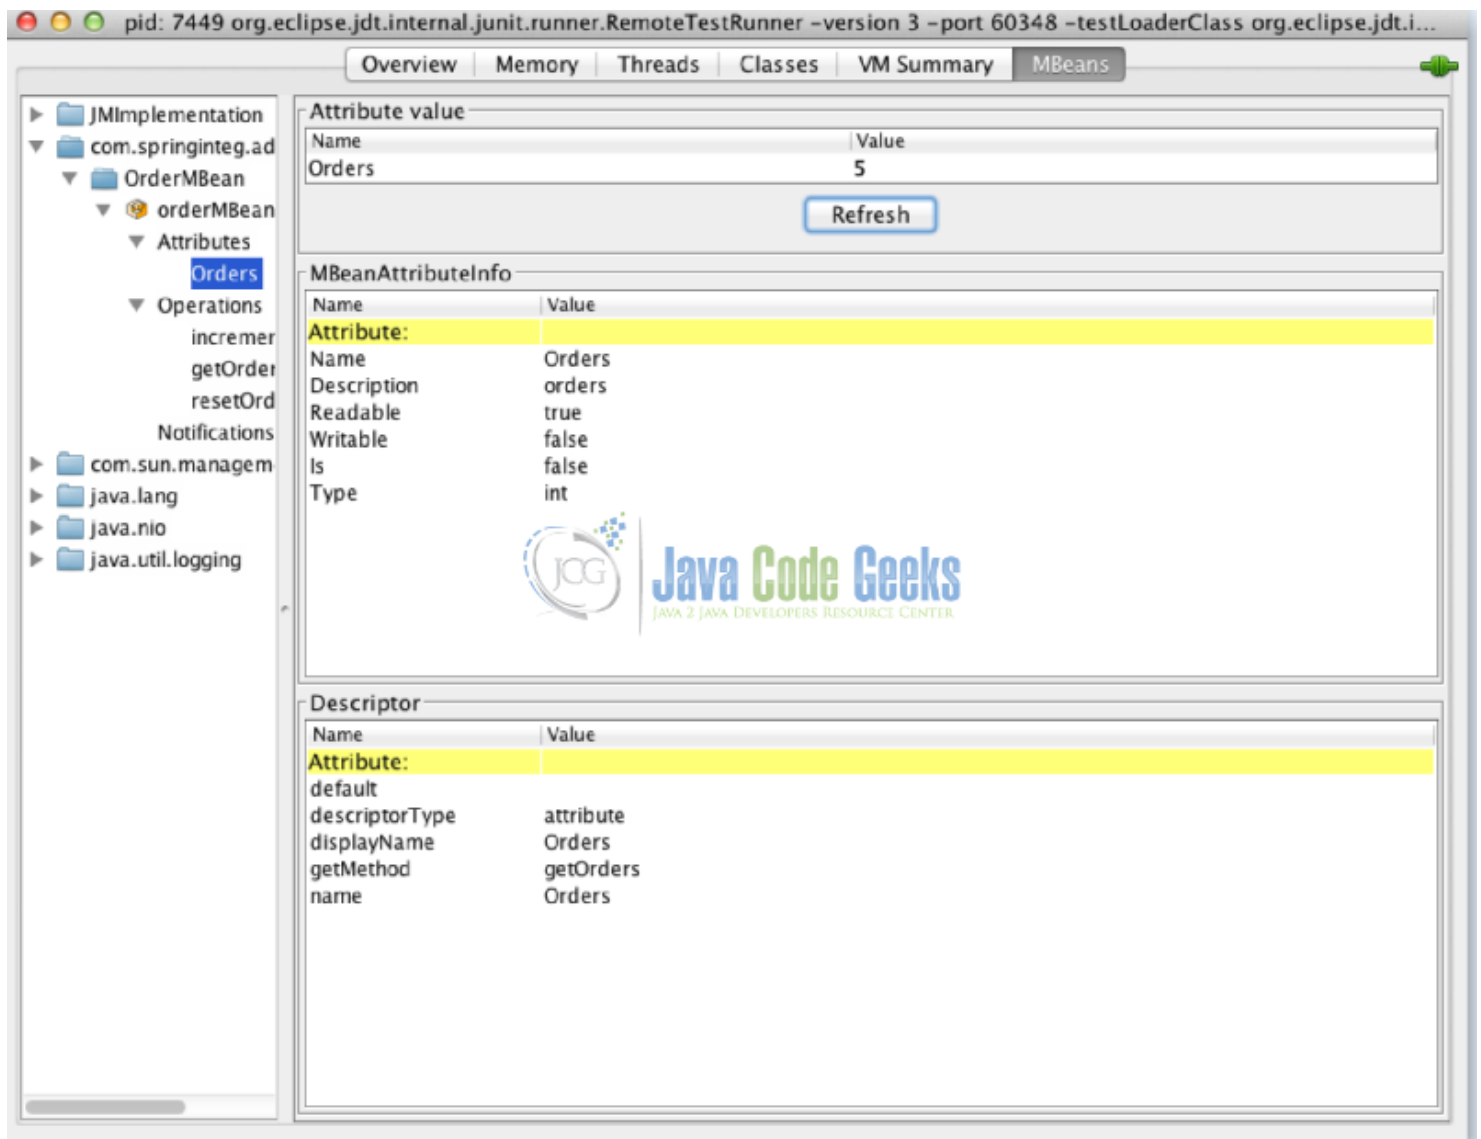 pid: 7449 org.eclipse.jdt.internal.junit.runner.RemoteTestRunner -version 3 -port 60348 -testLoaderClass org.eclipse.jdt.i...
Overview Memory Threads Classes VM Summary MBeans
JMImplementation
com.springinteg.ad
OrderMBean
orderMBean
Attributes
Orders
Operations
incremen
getOrder
resetOrd
Notifications
com.sun.managem
java.lang
java.nio
java.util.logging
Attribute value
Name Value
Orders 5
Refresh
MBeanAttributeInfo
Name Value
Attribute:
Name Orders
Description orders
Readable true
Writable false
Is false
Type int
JCG Java Code Geeks
JAVA 2 JAVA DEVELOPERS RESOURCE CENTER
Descriptor
Name Value
Attribute:
default
descriptorType attribute
displayName Orders
getMethod getOrders
name Orders